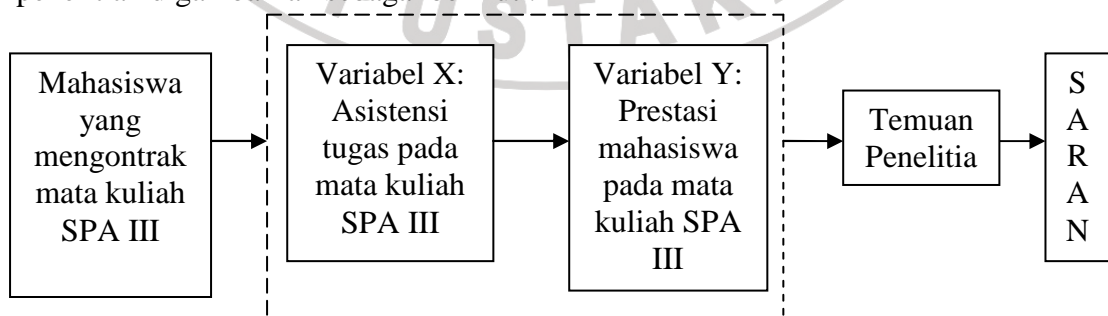 Mahasiswa
yang
mengontrak
mata kuliah
SPA III
Variabel X:
Asistensi
tugas pada
mata kuliah
SPA III
Variabel Y:
Prestasi
mahasiswa
pada mata
kuliah SPA
III
Temuan
Penelitia
S
A
R
A
N